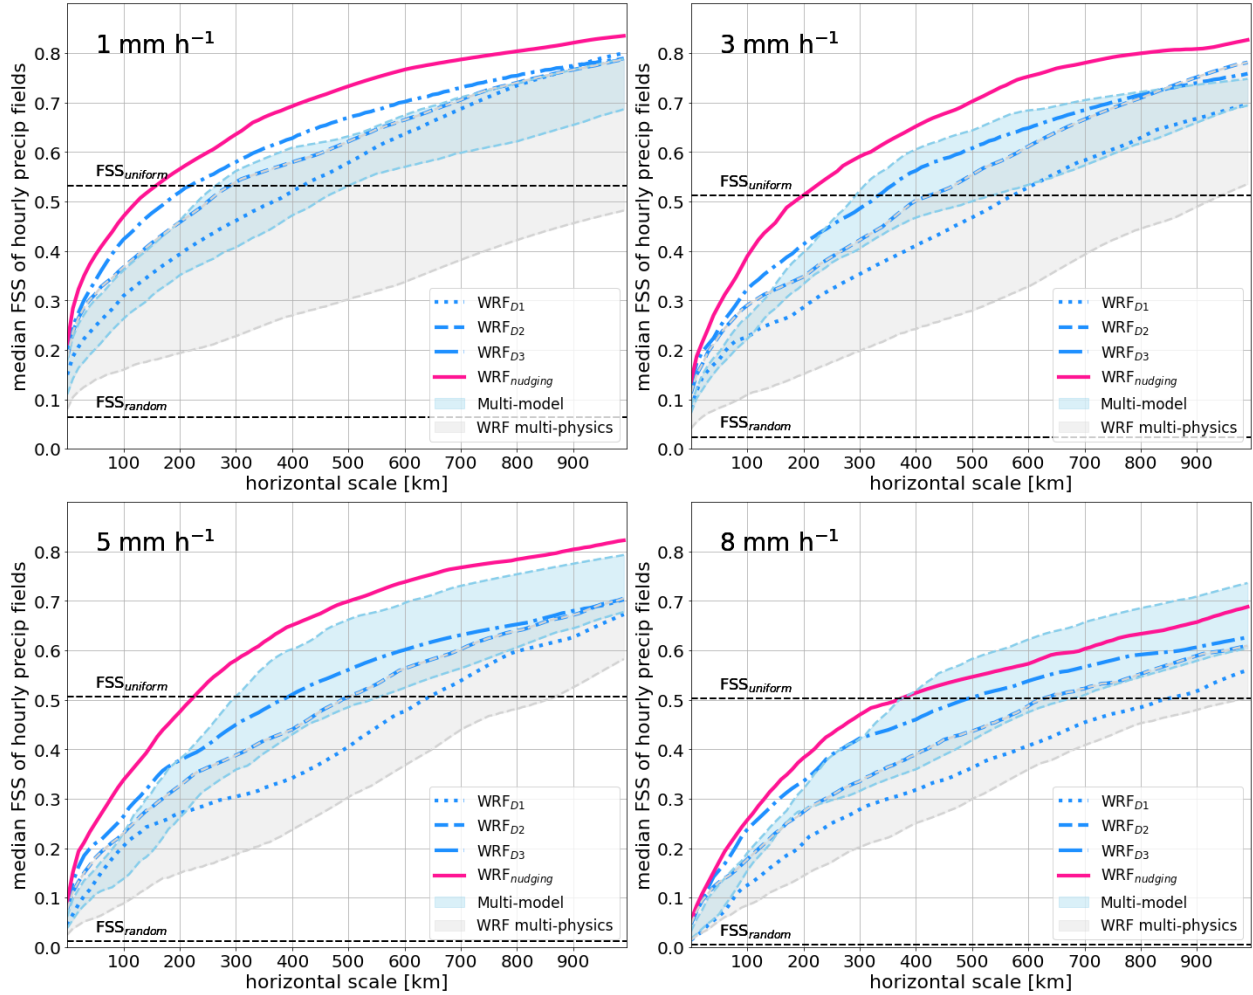 1 mm h⁻¹
median FSS of hourly precip fields
0.8
0.7
0.6
0.5
0.4
0.3
0.2
0.1
0.0
FSSuniform
FSSrandom
WRFD1
WRFD2
WRFD3
WRFnudging
Multi-model
WRF multi-physics
100 200 300 400 500 600 700 800 900
horizontal scale [km]
3 mm h⁻¹
median FSS of hourly precip fields
0.8
0.7
0.6
0.5
0.4
0.3
0.2
0.1
0.0
FSSuniform
FSSrandom
WRFD1
WRFD2
WRFD3
WRFnudging
Multi-model
WRF multi-physics
100 200 300 400 500 600 700 800 900
horizontal scale [km]
5 mm h⁻¹
median FSS of hourly precip fields
0.8
0.7
0.6
0.5
0.4
0.3
0.2
0.1
0.0
FSSuniform
FSSrandom
WRFD1
WRFD2
WRFD3
WRFnudging
Multi-model
WRF multi-physics
100 200 300 400 500 600 700 800 900
horizontal scale [km]
8 mm h⁻¹
median FSS of hourly precip fields
0.8
0.7
0.6
0.5
0.4
0.3
0.2
0.1
0.0
FSSuniform
FSSrandom
WRFD1
WRFD2
WRFD3
WRFnudging
Multi-model
WRF multi-physics
100 200 300 400 500 600 700 800 900
horizontal scale [km]